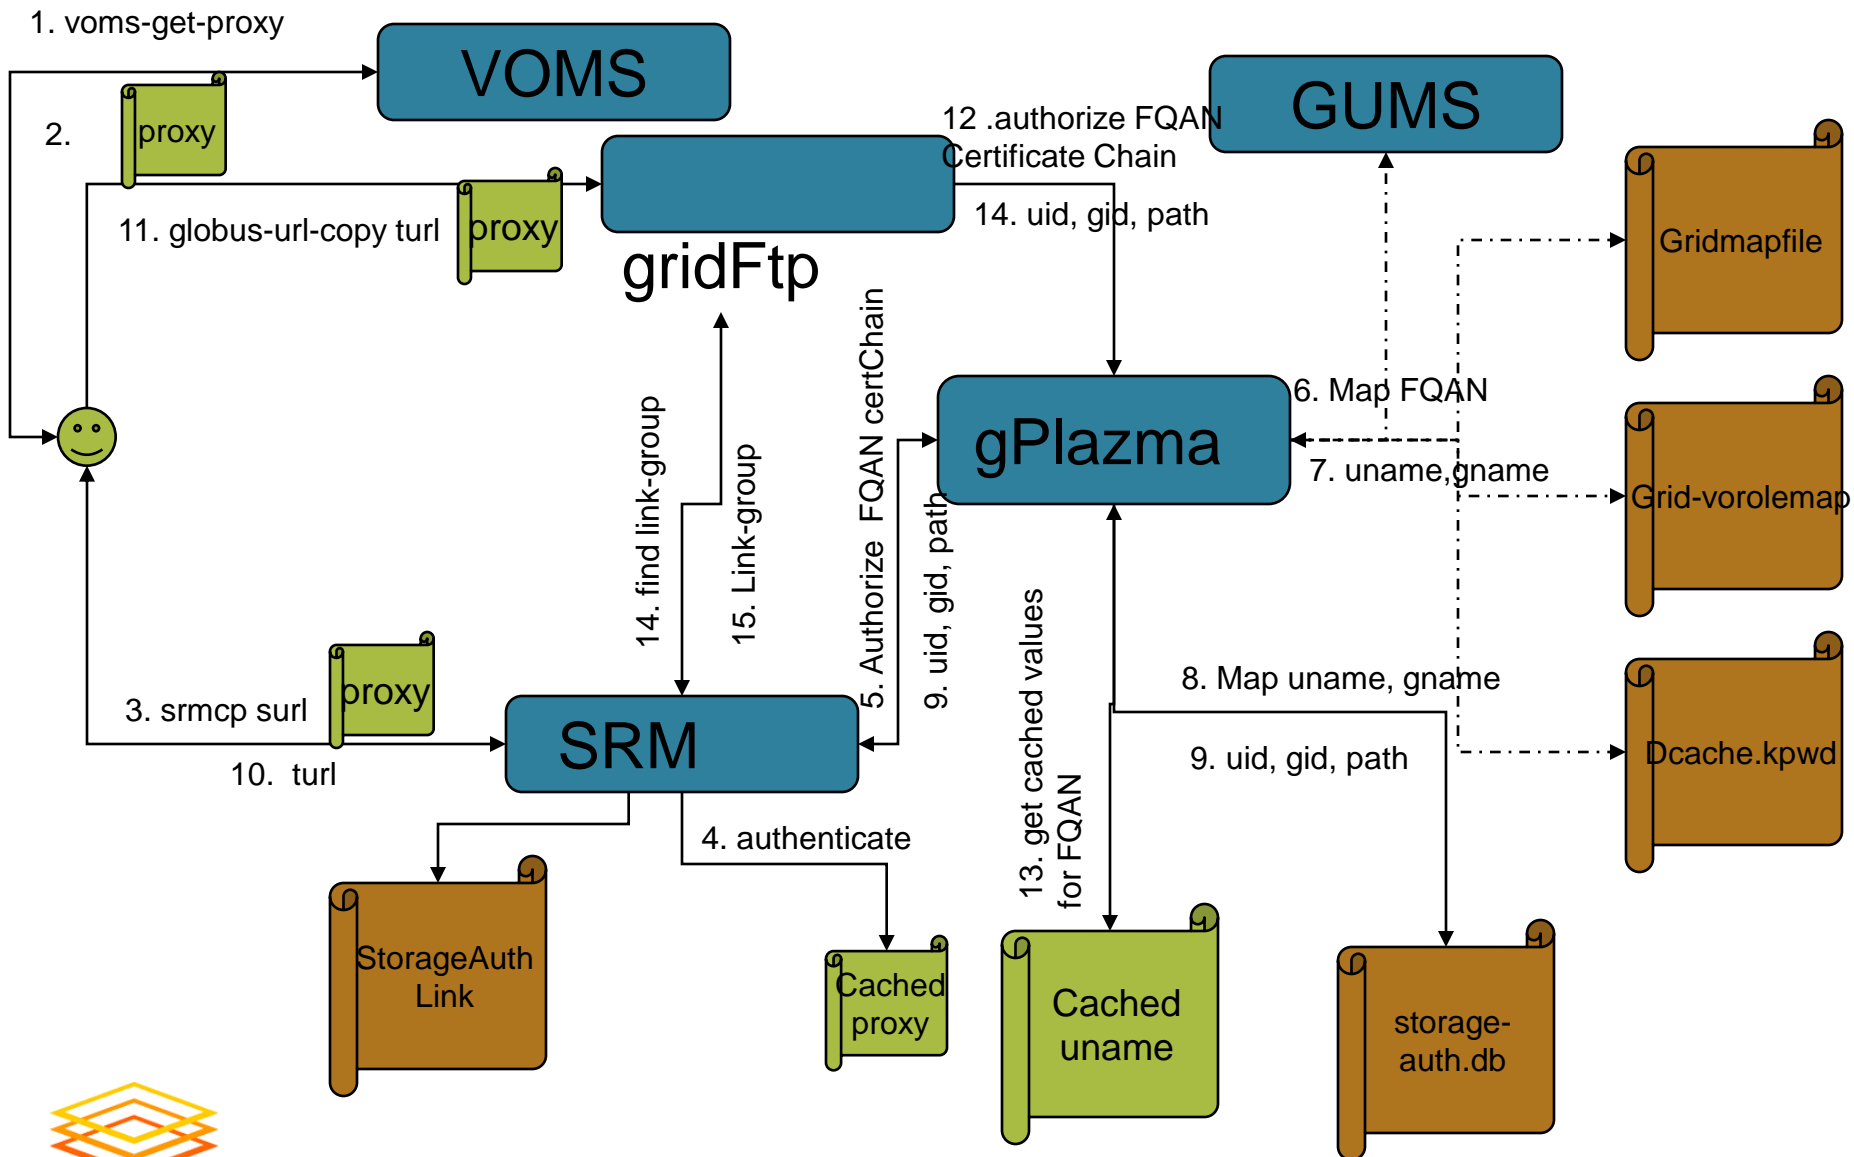 1. voms-get-proxy
VOMS
GUMS
2.
proxy
12 .authorize FQAN
Certificate Chain
11. globus-url-copy turl
proxy
14. uid, gid, path
gridFtp
Gridmapfile
5. Authorize  FQAN certChain
9. uid, gid, path
14. find link-group
15. Link-group
gPlazma
6. Map FQAN
7. uname,gname
Grid-vorolemap
3. srmcp surl
proxy
10.  turl
SRM
13. get cached values
for FQAN
8. Map uname, gname
9. uid, gid, path
Dcache.kpwd
4. authenticate
StorageAuth
Link
Cached
proxy
Cached
uname
storage-
auth.db